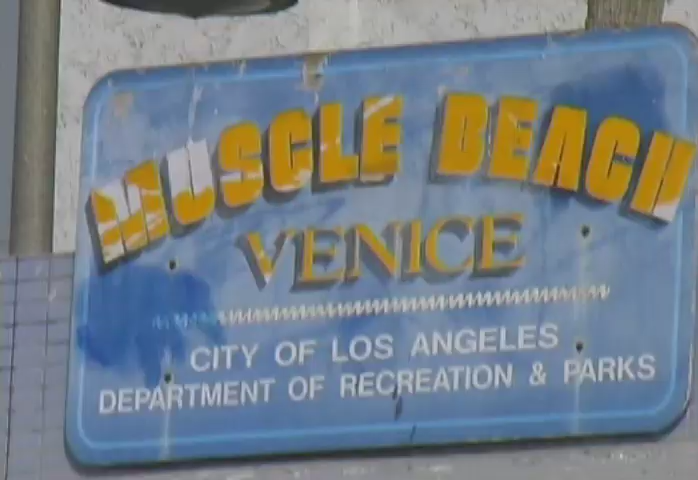 MUSCLE BEACH
VENICE
CITY OF LOS ANGELES
DEPARTMENT OF RECREATION & PARKS